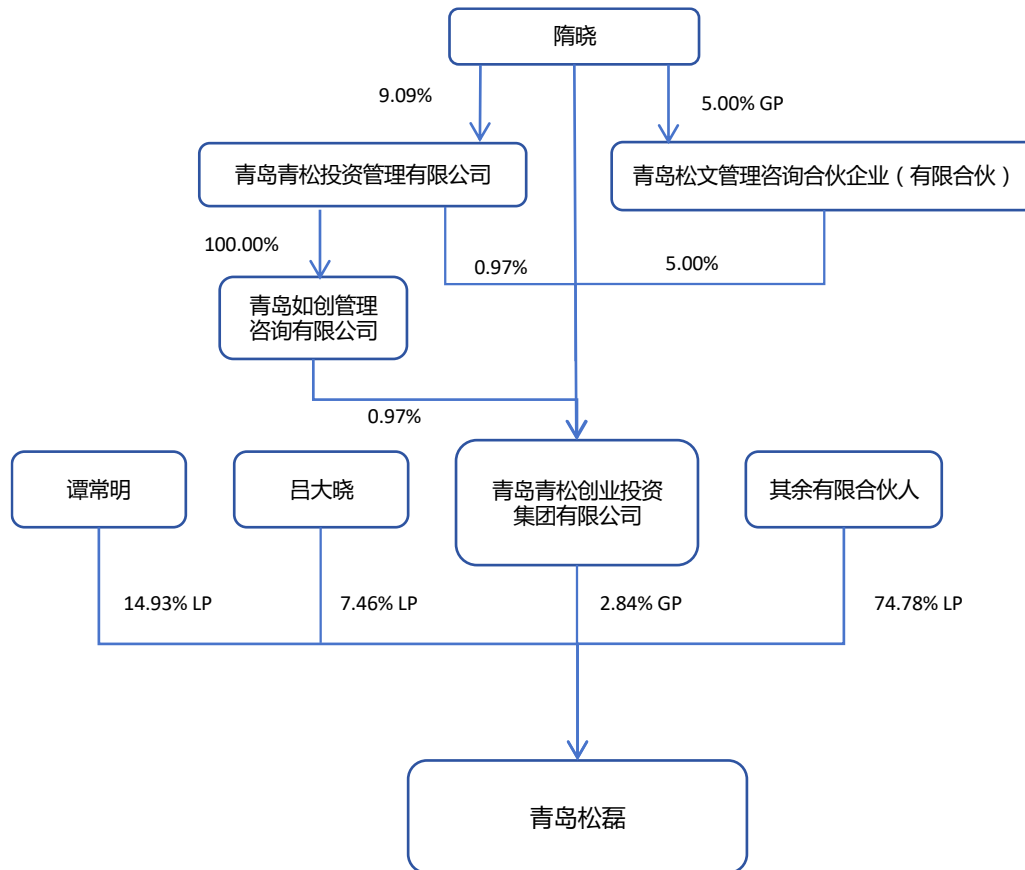 隋晓
9.09%
5.00% GP
青岛青松投资管理有限公司
青岛松文管理咨询合伙企业（有限合伙）
100.00%
0.97%
5.00%
青岛如创管理
咨询有限公司
0.97%
谭常明
吕大晓
青岛青松创业投资
集团有限公司
其余有限合伙人
14.93% LP
7.46% LP
2.84% GP
74.78% LP
青岛松磊